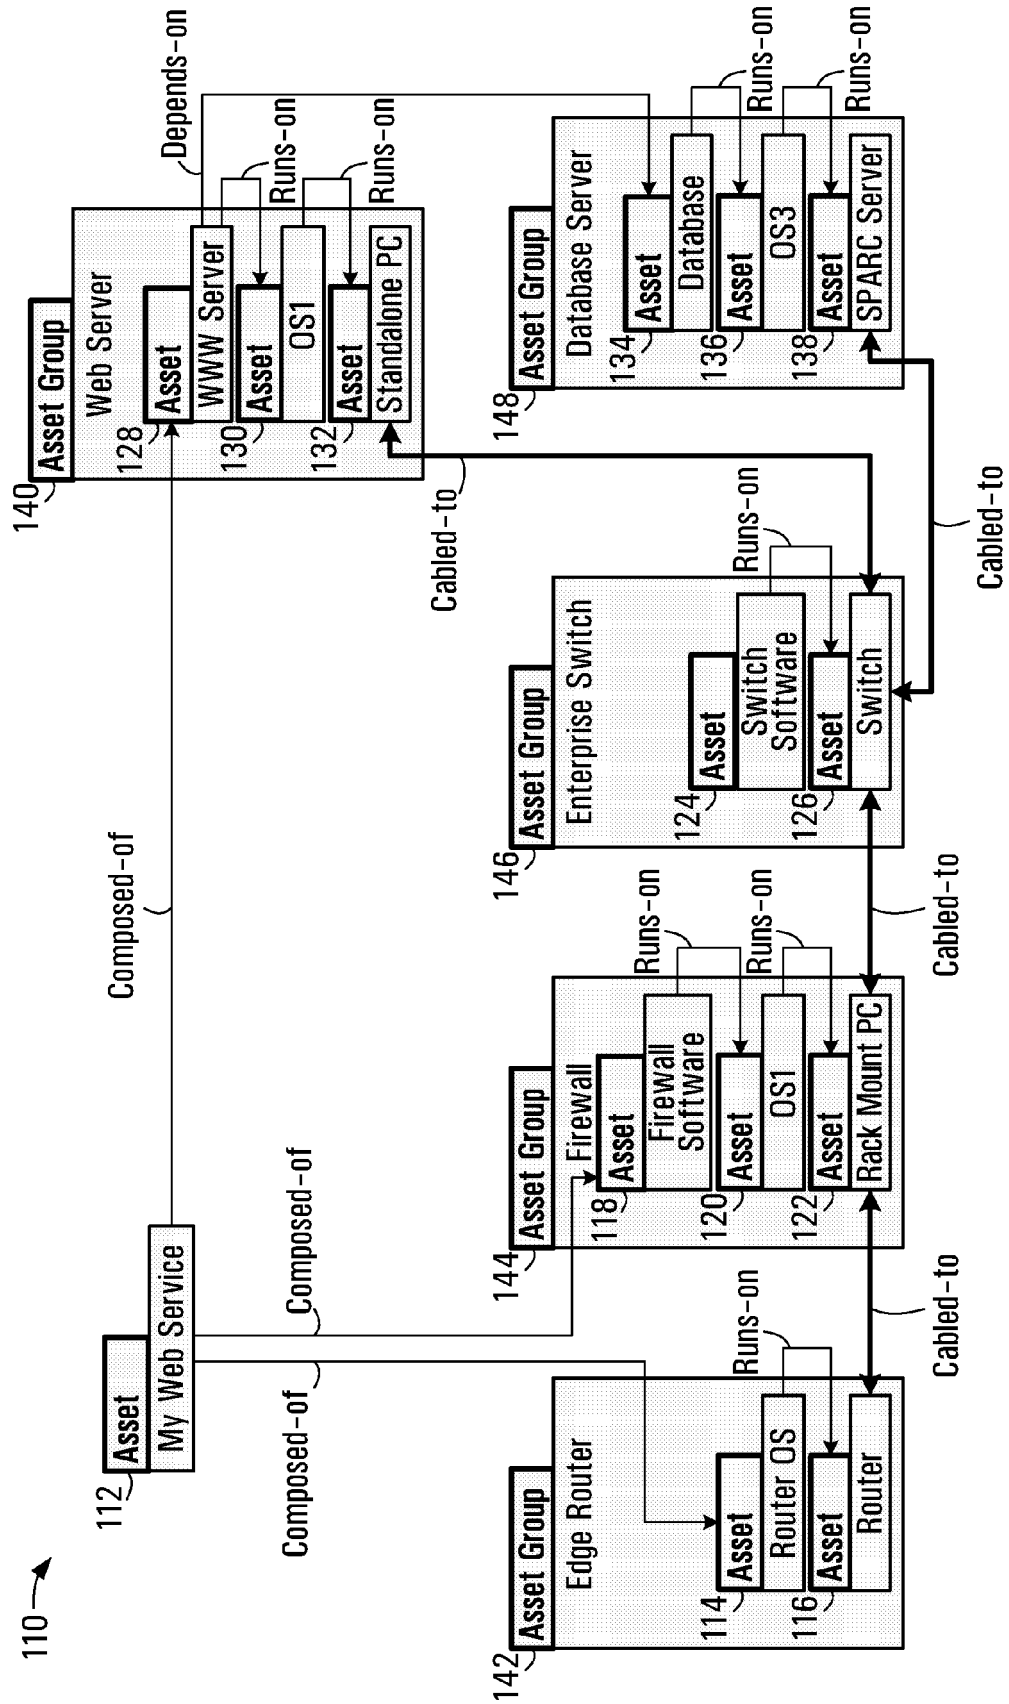 110
112
Asset
My Web Service
Composed-of
Composed-of
Composed-of
140
Asset Group
Web Server
128
Asset
WWW Server
130
Asset
OS1
132
Asset
Standalone PC
Depends-on
Runs-on
Runs-on
Cabled-to
142
Asset Group
Edge Router
114
Asset
Router OS
116
Asset
Router
Runs-on
Cabled-to
144
Asset Group
Firewall
118
Asset
Firewall
Software
120
Asset
OS1
122
Asset
Rack Mount PC
Runs-on
Runs-on
Cabled-to
146
Asset Group
Enterprise Switch
124
Asset
Switch
Software
126
Asset
Switch
Runs-on
Cabled-to
148
Asset Group
Database Server
134
Asset
Database
136
Asset
OS3
138
Asset
SPARC Server
Runs-on
Runs-on